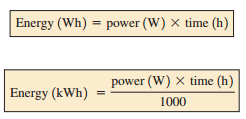 Energy (Wh) = power (W) × time (h)
power (W) × time (h)
Energy (kWh) =
1000